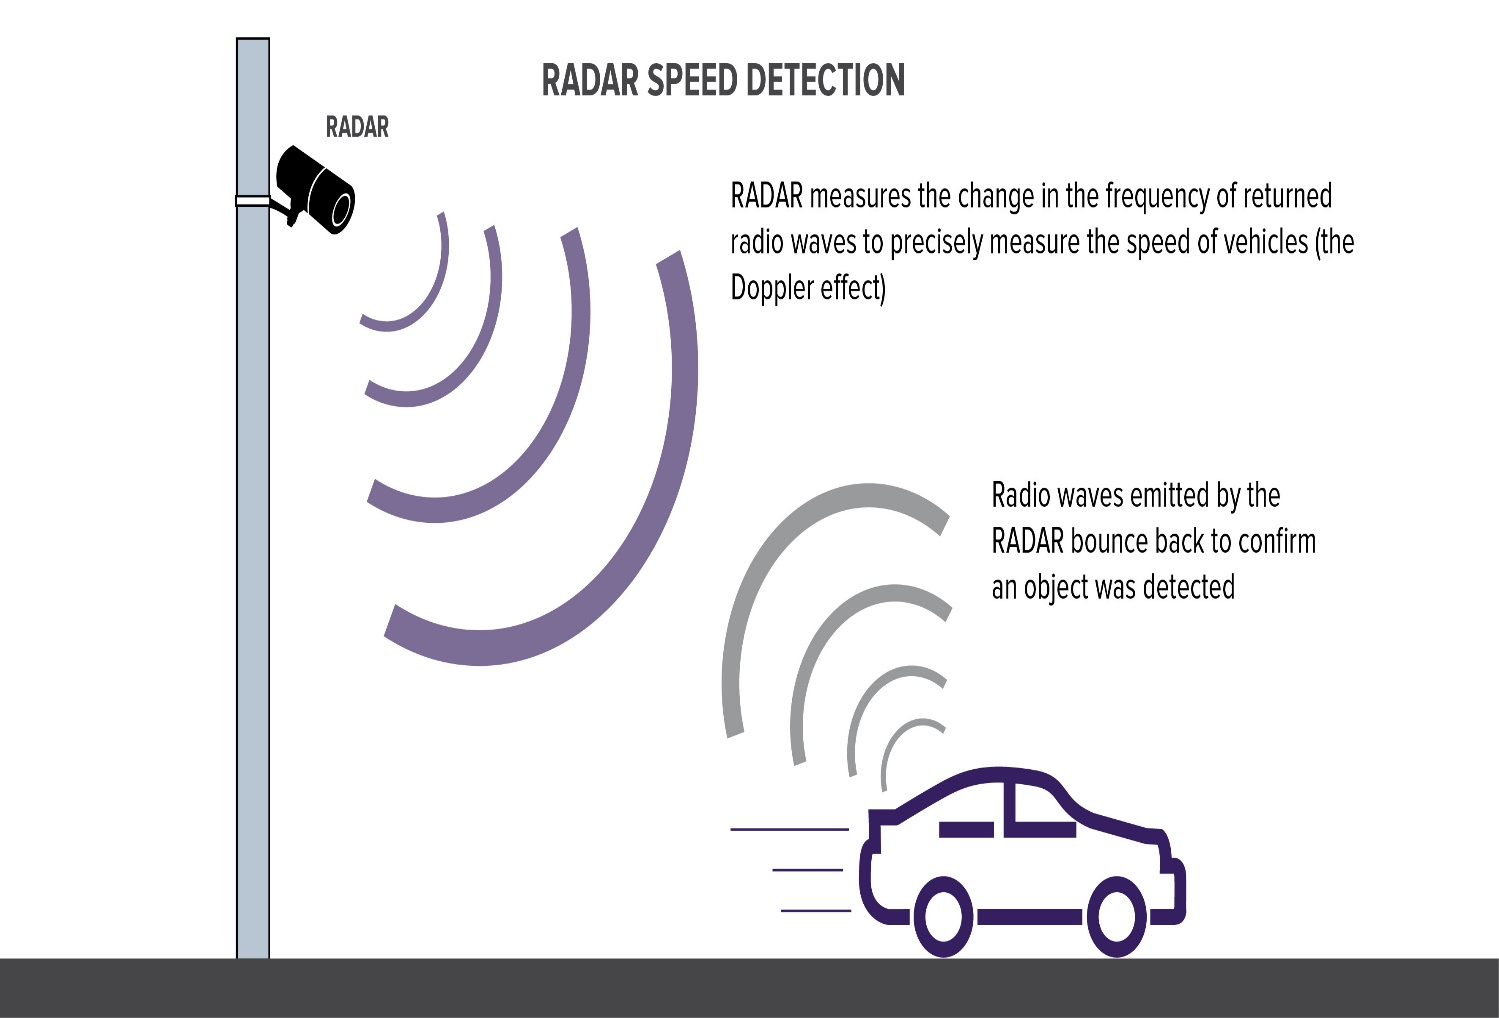 RADAR SPEED DETECTION
RADAR
RADAR measures the change in the frequency of returned
radio waves to precisely measure the speed of vehicles (the
Doppler effect)
Radio waves emitted by the
RADAR bounce back to confirm
an object was detected